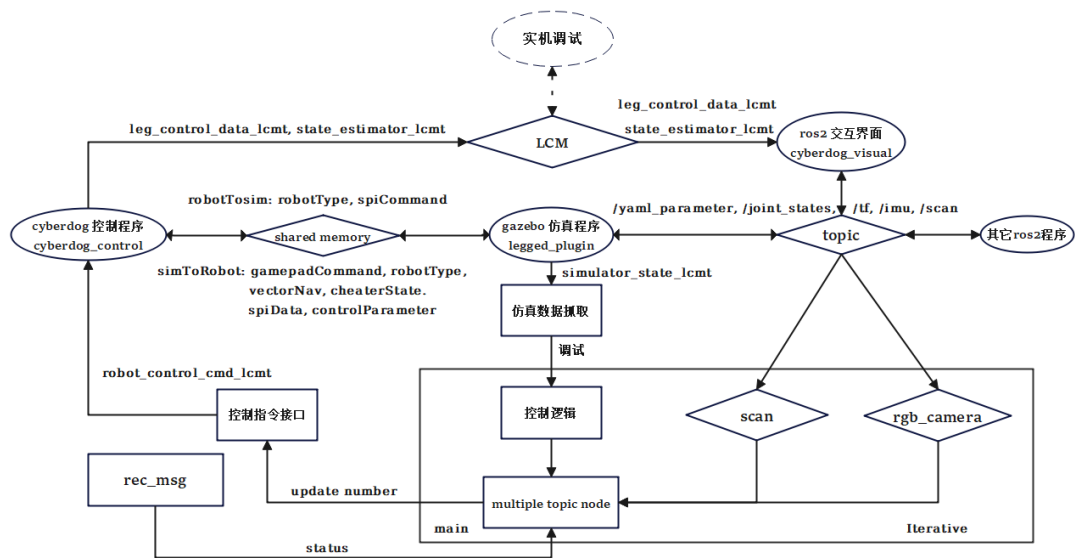 实机调试
leg_control_data_lcmt, state_estimator_lcmt
LCM
leg_control_data_lcmt
state_estimator_lcmt
ros2 交互界面
cyberdog_visual
robotTosim: robotType, spiCommand
/yaml_parameter, /joint_states, /tf, /imu, /scan
cyberdog 控制程序
cyberdog_control
shared memory
gazebo 仿真程序
legged_plugin
topic
其它ros2程序
simToRobot: gamepadCommand, robotType,
vectorNav, cheaterState.
spiData, controlParameter
simulator_state_lcmt
仿真数据抓取
调试
robot_control_cmd_lcmt
控制指令接口
控制逻辑
scan
rgb_camera
rec_msg
update number
multiple topic node
main
Iterative
status